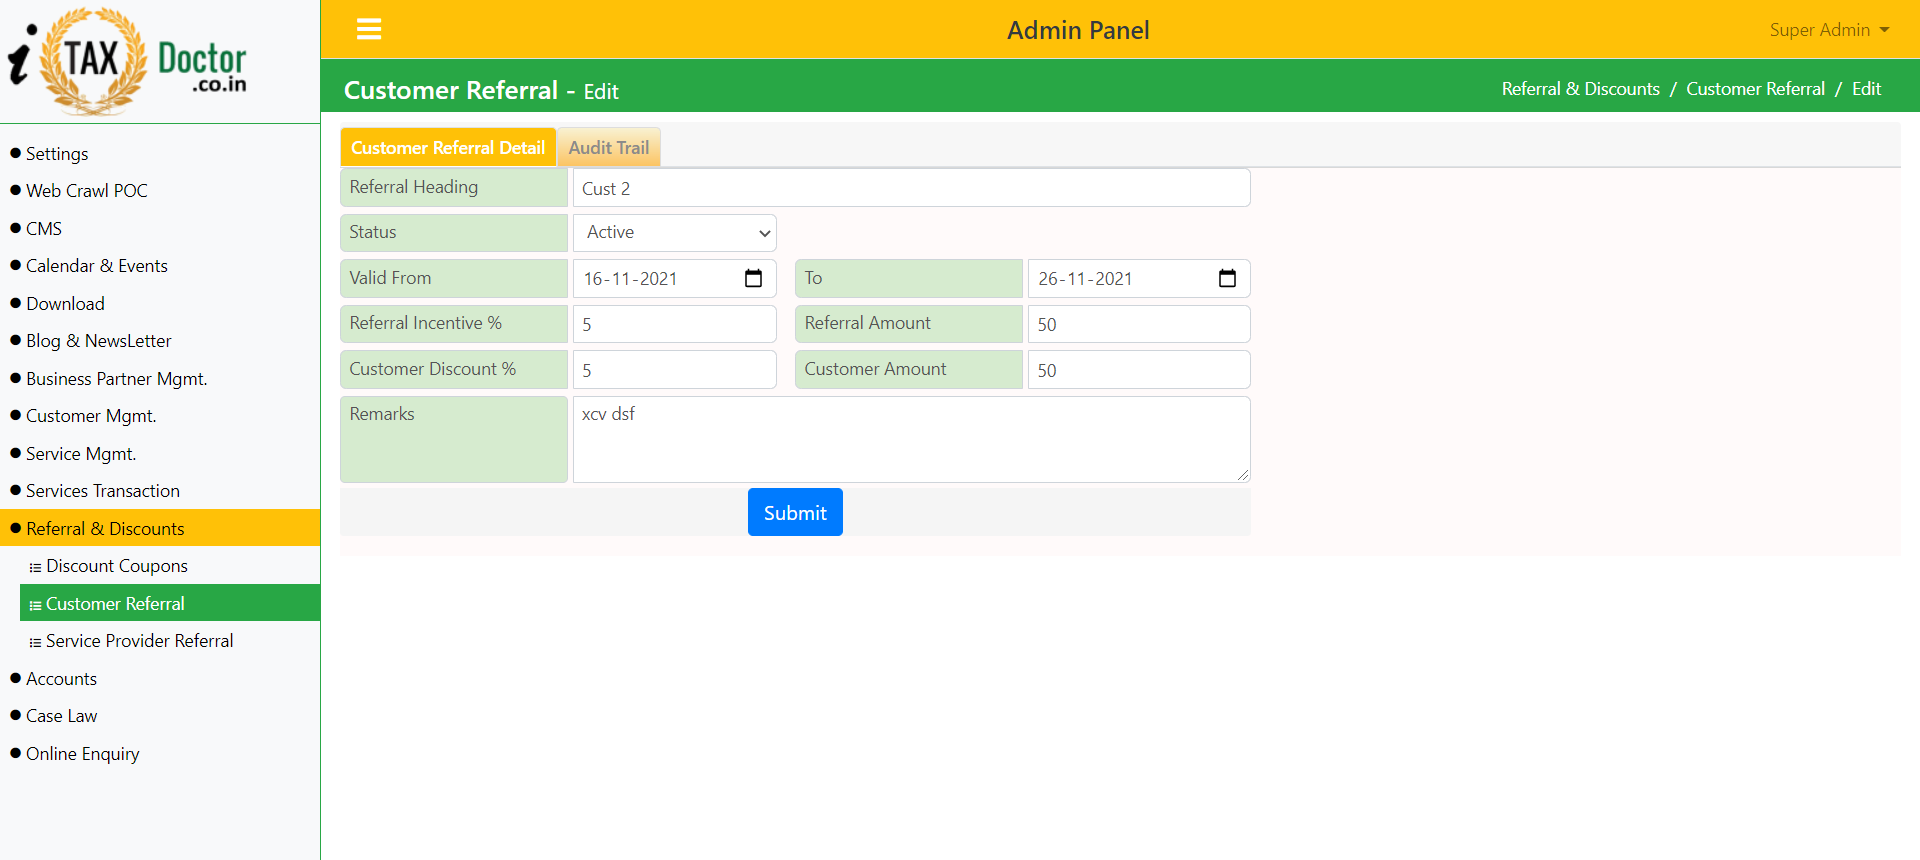 i TAX Doctor
.co.in
Admin Panel
Super Admin
Customer Referral - Edit
Referral & Discounts / Customer Referral / Edit
Settings
Web Crawl POC
CMS
Calendar & Events
Download
Blog & NewsLetter
Business Partner Mgmt.
Customer Mgmt.
Service Mgmt.
Services Transaction
Referral & Discounts
Discount Coupons
Customer Referral
Service Provider Referral
Accounts
Case Law
Online Enquiry
Customer Referral Detail Audit Trail
Referral Heading Cust 2
Status Active
Valid From 16-11-2021 To 26-11-2021
Referral Incentive % 5 Referral Amount 50
Customer Discount % 5 Customer Amount 50
Remarks xcv dsf
Submit